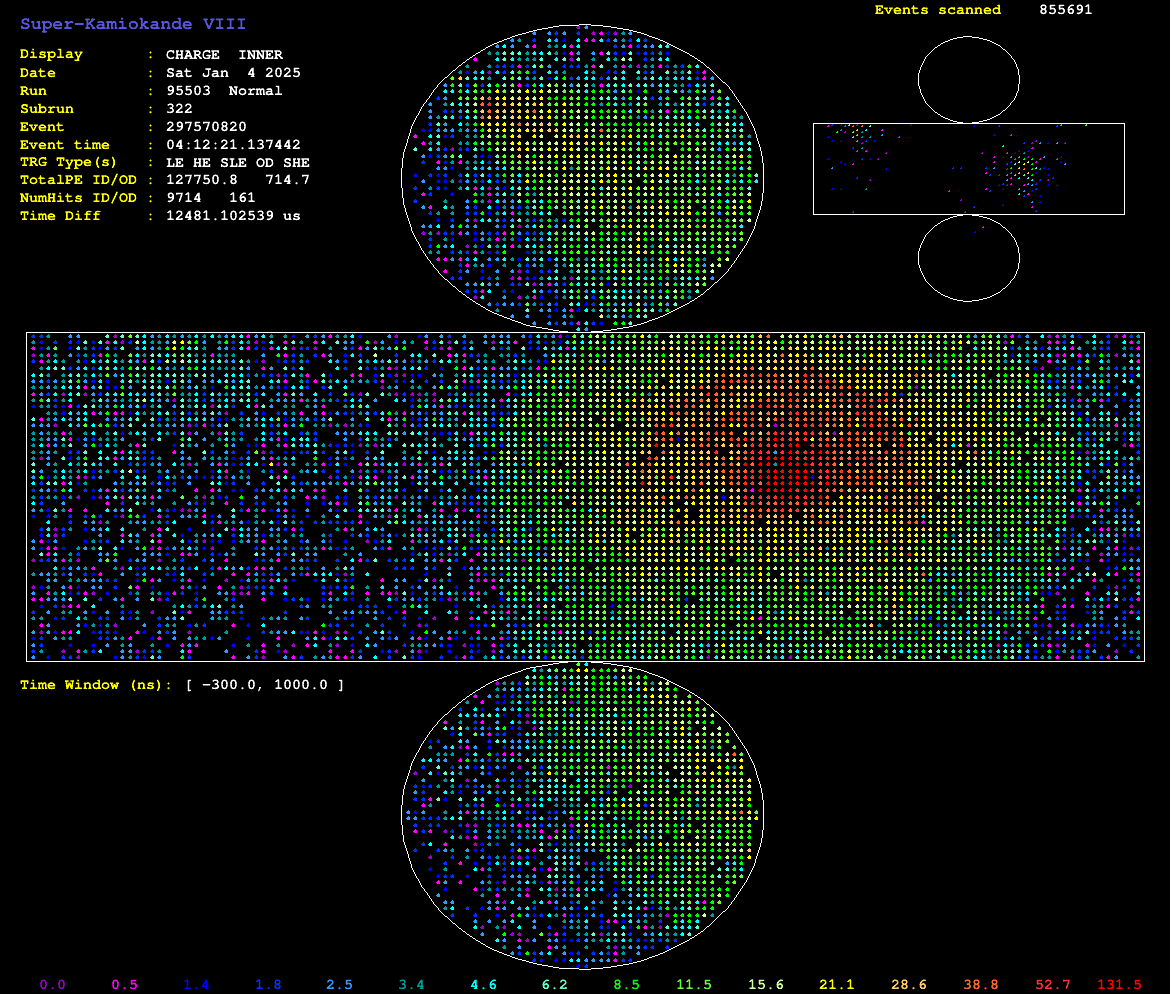 Super-Kamiokande VIII
Events scanned 855691
Display : CHARGE INNER
Date : Sat Jan 4 2025
Run : 95503 Normal
Subrun : 322
Event : 297570820
Event time : 04:12:21.137442
TRG Type(s) : LE HE SLE OD SHE
TotalPE ID/OD : 127750.8 714.7
NumHits ID/OD : 9714 161
Time Diff : 12481.102539 us
Time Window (ns): [ −300.0, 1000.0 ]
0.0 0.5 1.4 1.8 2.5 3.4 4.6 6.2 8.5 11.5 15.6 21.1 28.6 38.8 52.7 131.5